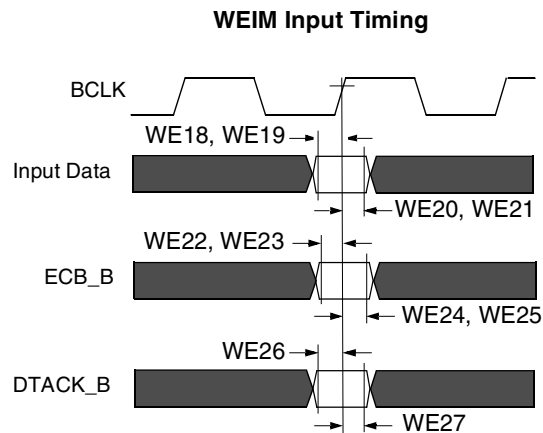 WEIM Input Timing
BCLK
WE18, WE19
Input Data
WE20, WE21
WE22, WE23
ECB_B
WE24, WE25
WE26
DTACK_B
WE27